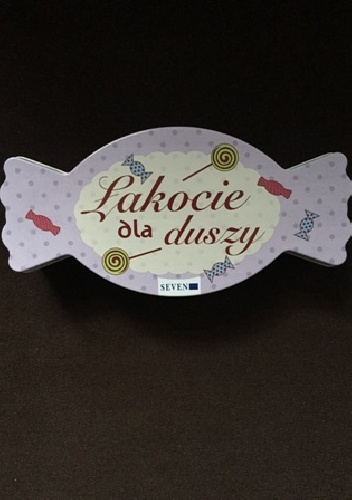 Łakocie
dla duszy
SEVEN